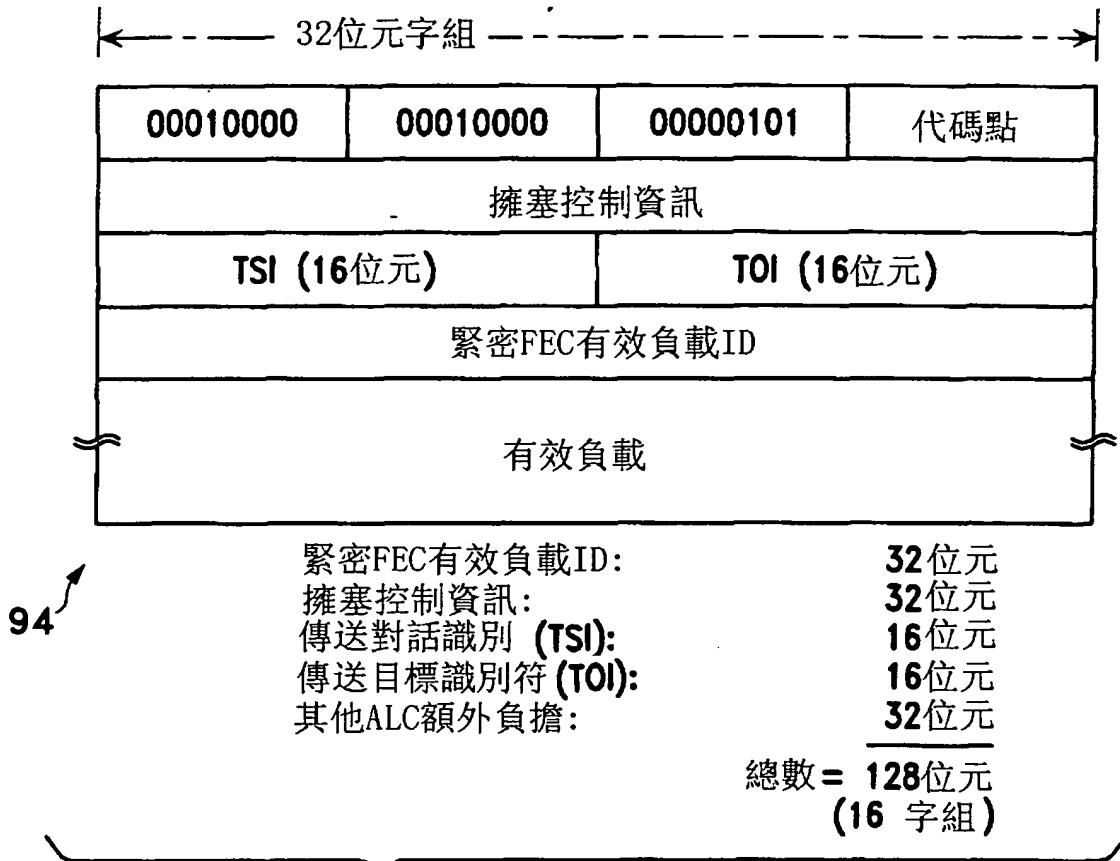 32位元字組
00010000 00010000 00000101 代碼點
擁塞控制資訊
TSI (16位元) TOI (16位元)
緊密FEC有效負載ID
有效負載
緊密FEC有效負載ID: 32位元
擁塞控制資訊: 32位元
傳送對話識別 (TSI): 16位元
傳送目標識別符(TOI): 16位元
其他ALC額外負擔: 32位元
總數= 128位元
(16 字組)
94